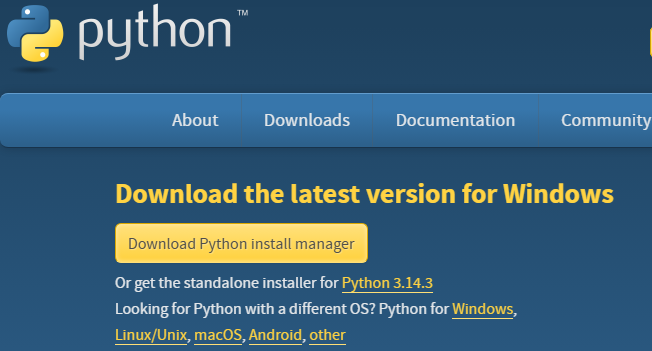 python™
About Downloads Documentation Community
Download the latest version for Windows
Download Python install manager
Or get the standalone installer for Python 3.14.3
Looking for Python with a different OS? Python for Windows,
Linux/Unix, macOS, Android, other